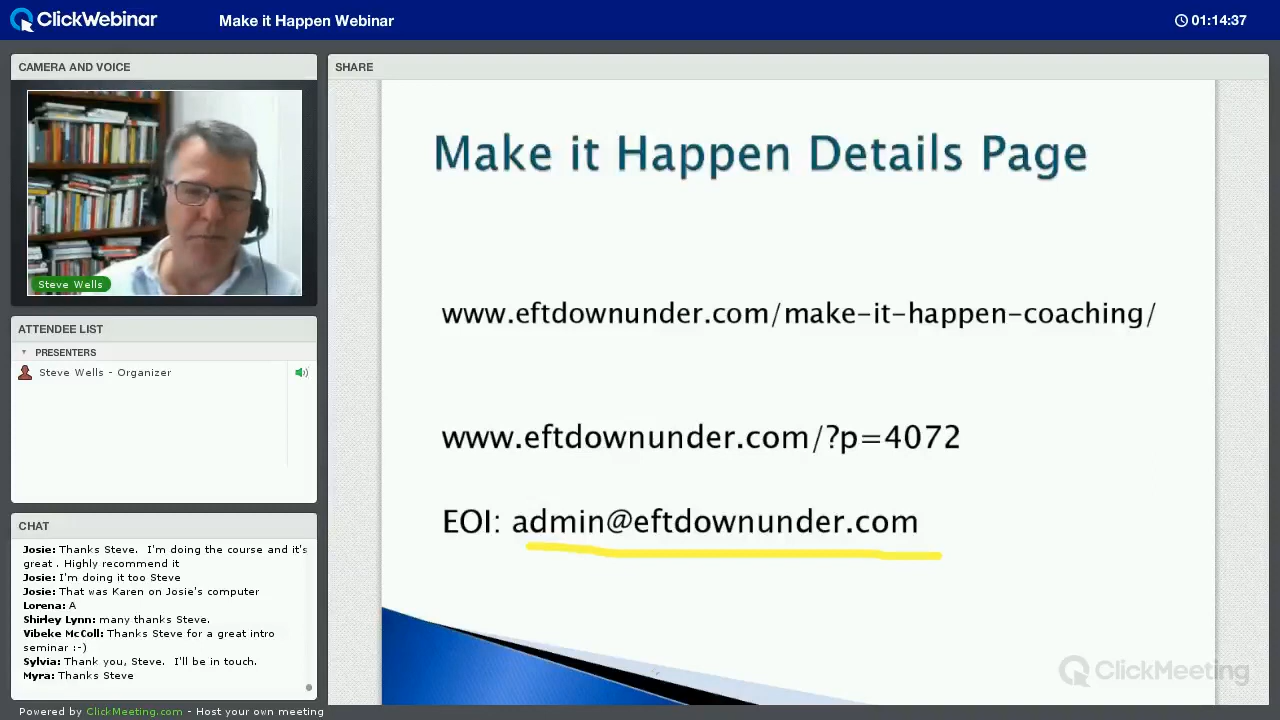 ClickWebinar
Make it Happen Webinar
01:14:37
CAMERA AND VOICE
Steve Wells
ATTENDEE LIST
PRESENTERS
Steve Wells - Organizer
CHAT
Josie: Thanks Steve. I'm doing the course and it's
great . Highly recommend it
Josie: I'm doing it too Steve
Josie: That was Karen on Josie's computer
Lorena: A
Shirley Lynn: many thanks Steve.
Vibeke McColl: Thanks Steve for a great intro
seminar :-)
Sylvia: Thank you, Steve. I'll be in touch.
Myra: Thanks Steve
SHARE
Make it Happen Details Page
www.eftdownunder.com/make-it-happen-coaching/
www.eftdownunder.com/?p=4072
EOI: admin@eftdownunder.com
ClickMeeting
Powered by ClickMeeting.com - Host your own meeting